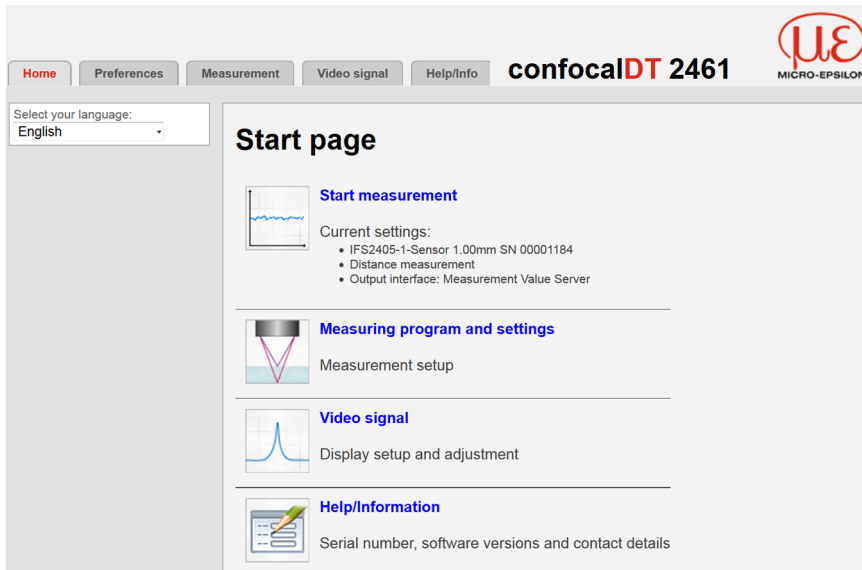 Home
Preferences
Measurement
Video signal
Help/Info
confocalDT 2461
με
MICRO-EPSILON
Select your language:
English
Start page
Start measurement
Current settings:
IFS2405-1-Sensor 1.00mm SN 00001184
Distance measurement
Output interface: Measurement Value Server
Measuring program and settings
Measurement setup
Video signal
Display setup and adjustment
Help/Information
Serial number, software versions and contact details